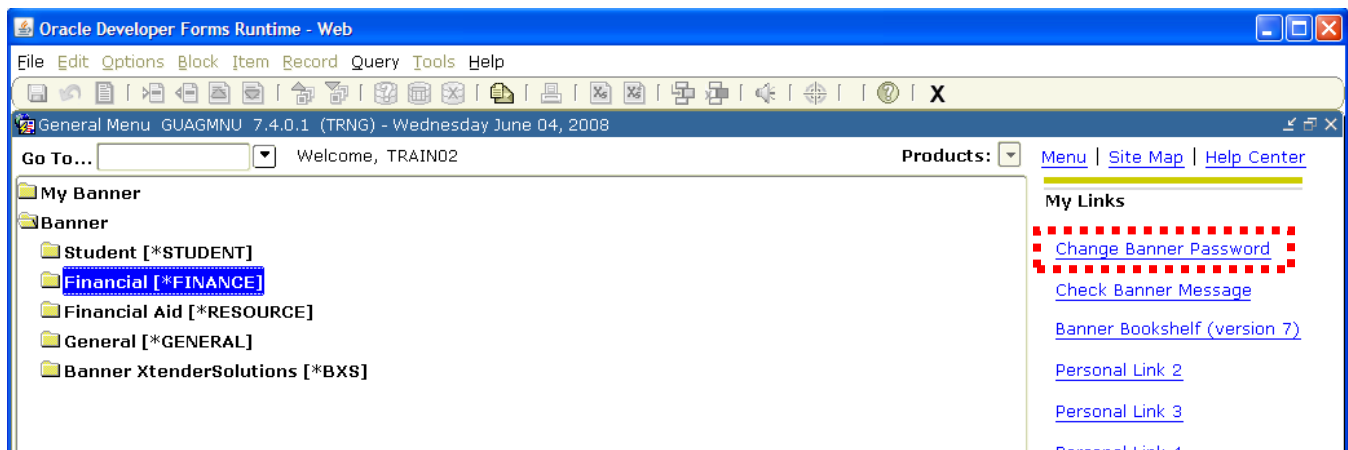 Oracle Developer Forms Runtime - Web
File Edit Options Block Item Record Query Tools Help
X
General Menu GUAGMNU 7.4.0.1 (TRNG) - Wednesday June 04, 2008
Go To... Welcome, TRAIN02 Products: Menu | Site Map | Help Center
My Banner
My Links
Banner
Student [*STUDENT]
Change Banner Password
Financial [*FINANCE]
Check Banner Message
Financial Aid [*RESOURCE]
Banner Bookshelf (version 7)
General [*GENERAL]
Banner XtenderSolutions [*BXS]
Personal Link 2
Personal Link 3